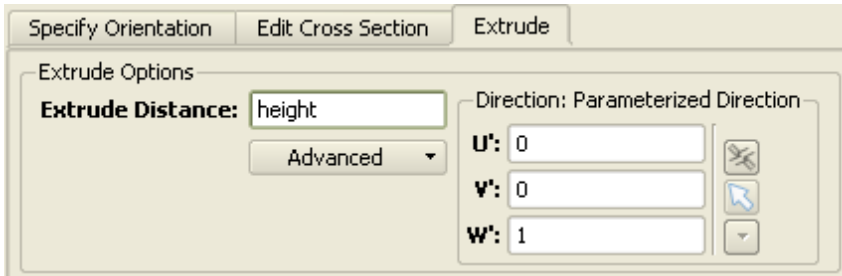 Specify Orientation Edit Cross Section Extrude
Extrude Options
Extrude Distance: height
Advanced
Direction: Parameterized Direction
U': 0
V': 0
W': 1